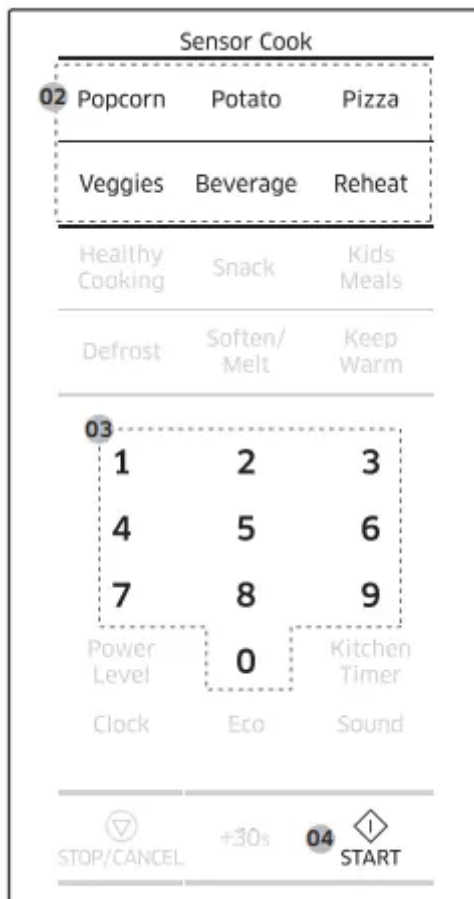 Sensor Cook
02 Popcorn Potato Pizza
Veggies Beverage Reheat
Healthy Cooking Snack Kids Meals
Defrost Soften/ Melt Keep Warm
03
1 2 3
4 5 6
7 8 9
Power Level 0 Kitchen Timer
Clock Eco Sound
STOP/CANCEL +30s 04 START